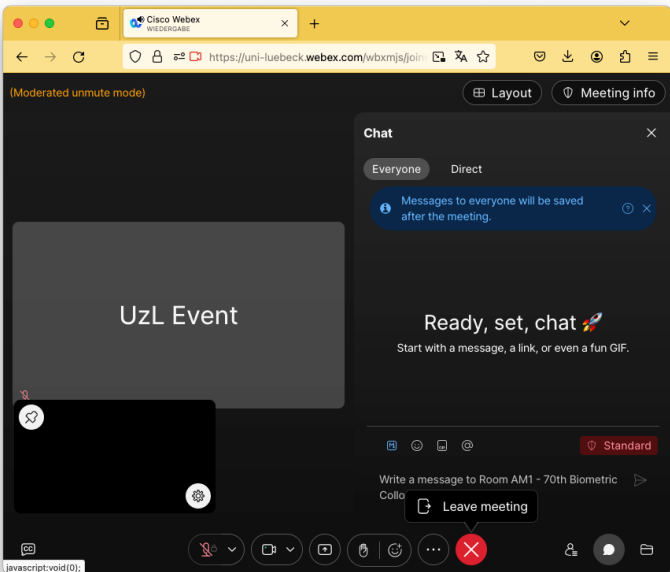 Cisco Webex
WIEDERGABE
https://uni-luebeck.webex.com/wbxmjs/join
(Moderated unmute mode)
Layout
Meeting info
Chat
Everyone
Direct
Messages to everyone will be saved
after the meeting.
UzL Event
Ready, set, chat 🚀
Start with a message, a link, or even a fun GIF.
GIF
@
Standard
Write a message to Room AM1 - 70th Biometric
Collo
Leave meeting
CC
javascript:void(0);